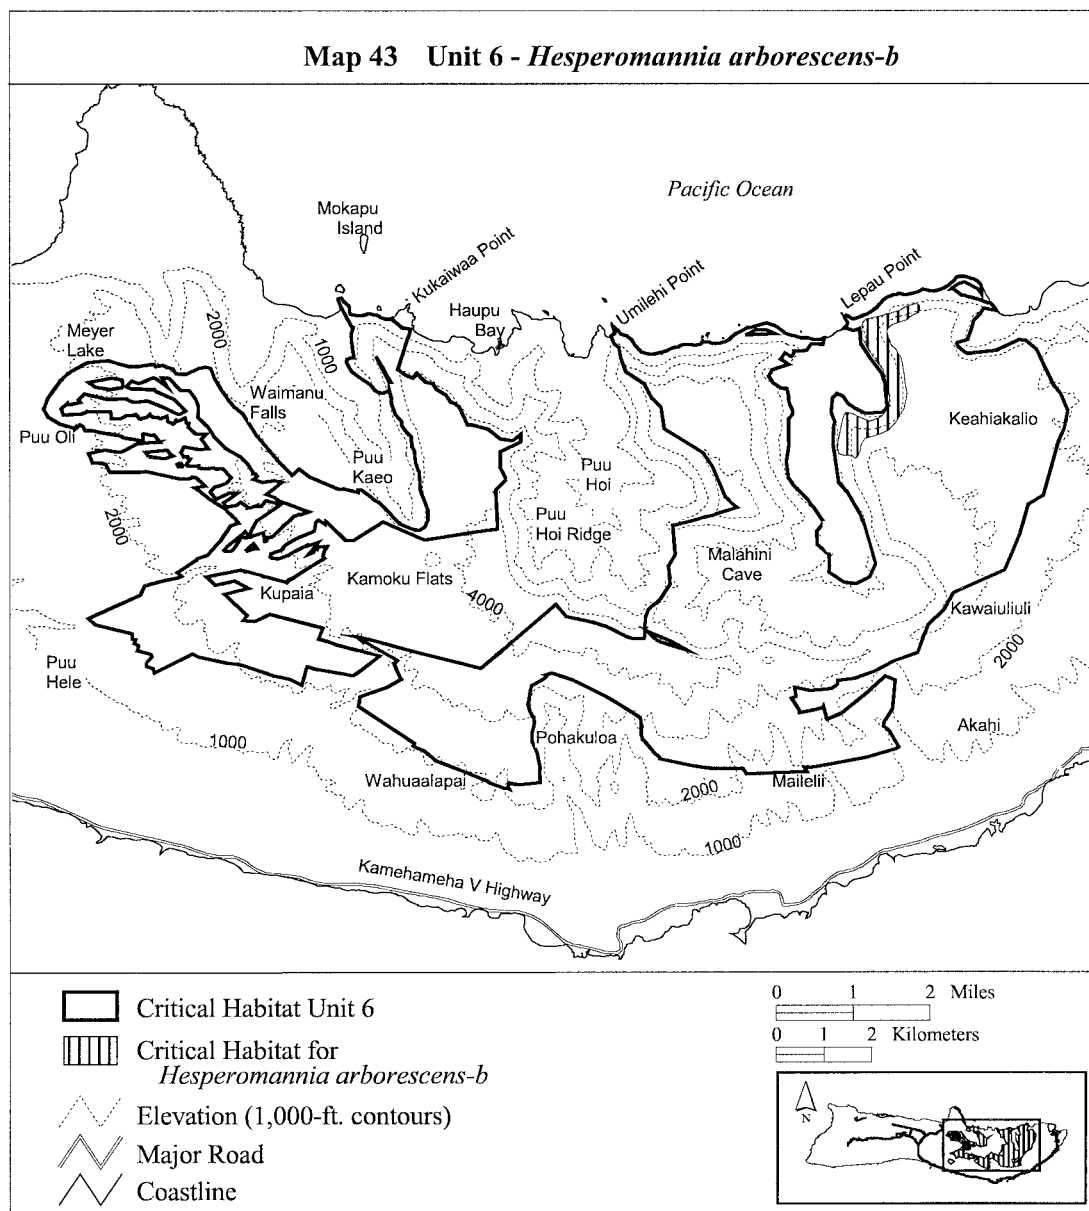 Map 43 Unit 6 - Hesperomannia arborescens-b
Pacific Ocean
Mokapu
Island
Kukaiwaa Point
Haupu
Bay
Umilehi Point
Lepau Point
Meyer
Lake
2000
1000
Waimanu
Falls
Puu Oli
Puu
Kaeo
Puu
Hoi
Keahiakalio
2000
Puu
Hoi Ridge
Malahini
Cave
Kamoku Flats
Kupaia
4000
Kawaiuliuli
2000
Puu
Hele
1000
Pohakuloa
Akahi
Wahuaalapai
2000
Mailelii
1000
Kamehameha V Highway
Critical Habitat Unit 6
Critical Habitat for
Hesperomannia arborescens-b
Elevation (1,000-ft. contours)
Major Road
Coastline
0 1 2 Miles
0 1 2 Kilometers
N